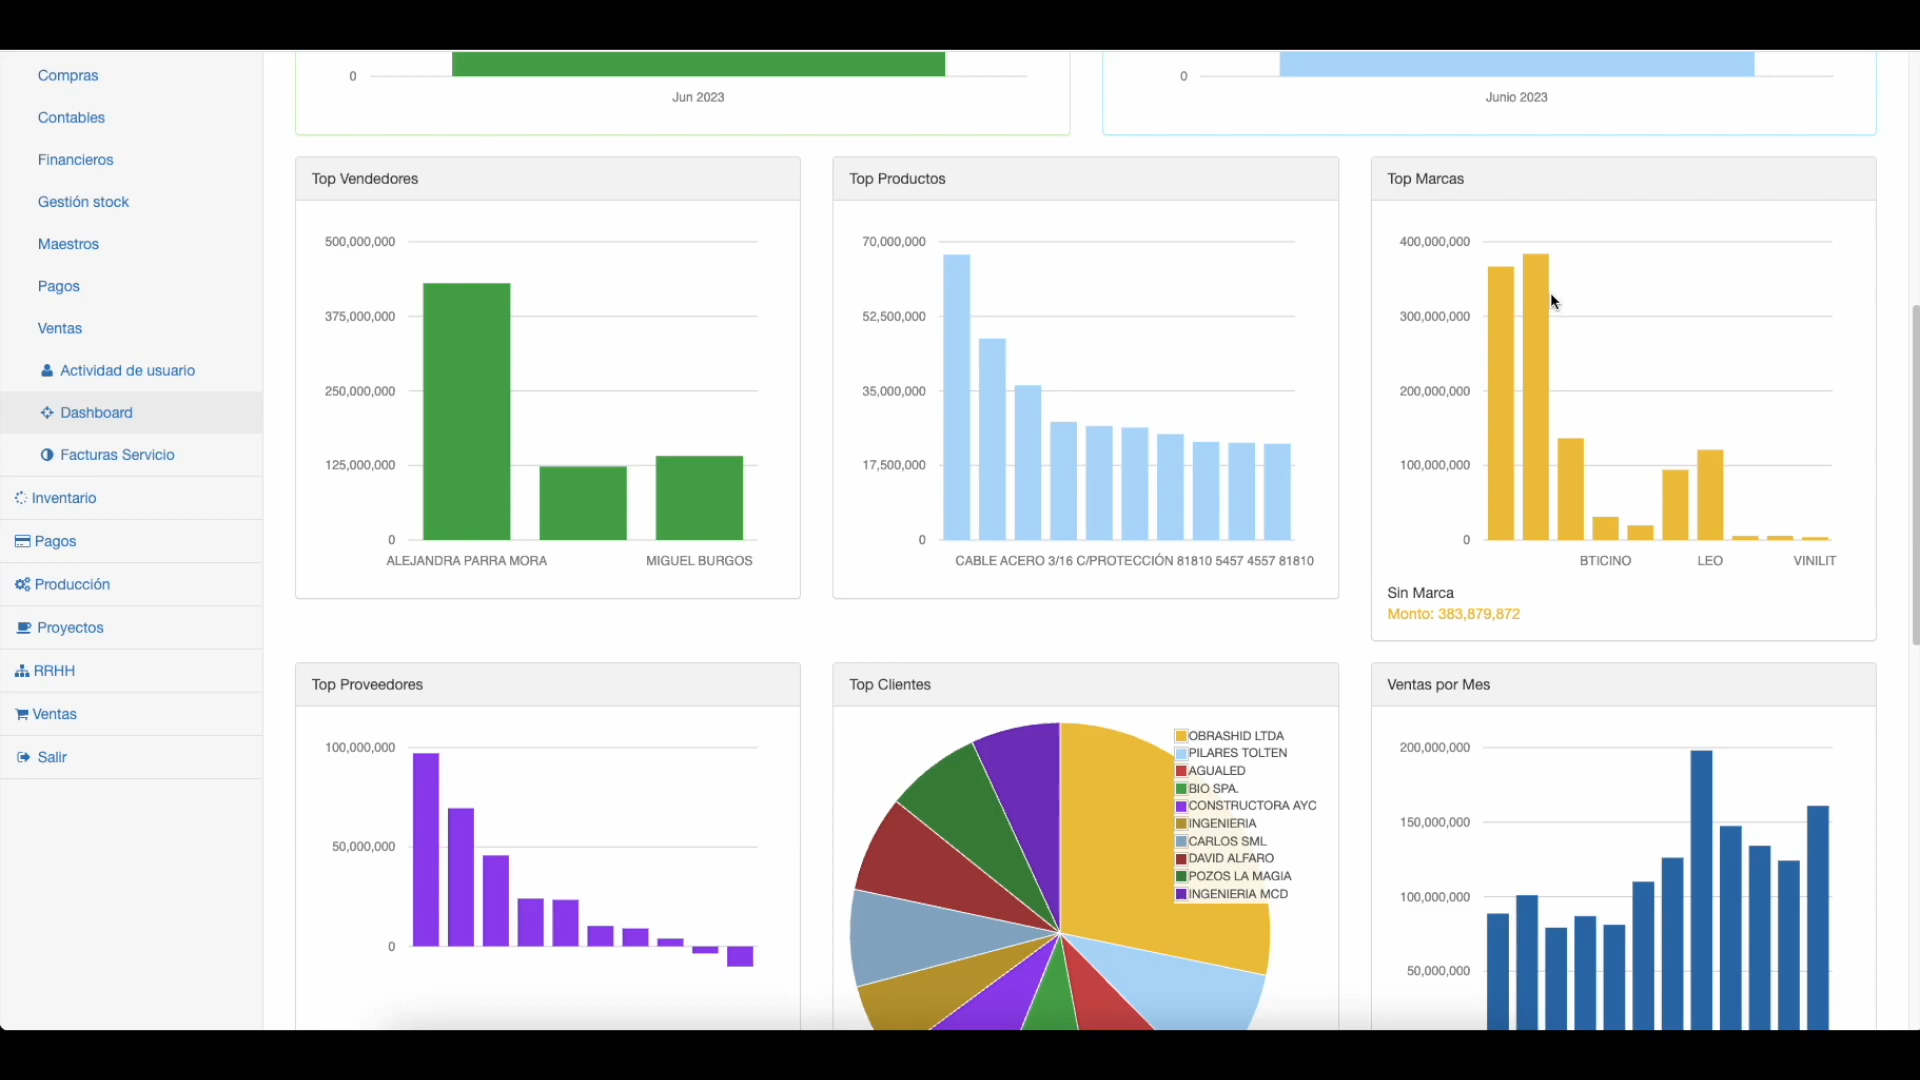 Compras
Contables
Financieros
Gestión stock
Maestros
Pagos
Ventas
Actividad de usuario
Dashboard
Facturas Servicio
Inventario
Pagos
Producción
Proyectos
RRHH
Ventas
Salir
0
Jun 2023
0
Junio 2023
Top Vendedores
500,000,000
375,000,000
250,000,000
125,000,000
0
ALEJANDRA PARRA MORA
MIGUEL BURGOS
Top Productos
70,000,000
52,500,000
35,000,000
17,500,000
0
CABLE ACERO 3/16 C/PROTECCIÓN 81810 5457 4557 81810
Top Marcas
400,000,000
300,000,000
200,000,000
100,000,000
0
BTICINO
LEO
VINILIT
Sin Marca
Monto: 383,879,872
Top Proveedores
100,000,000
50,000,000
0
Top Clientes
OBRASHID LTDA
PILARES TOLTEN
AGUALED
BIO SPA.
CONSTRUCTORA AYC
INGENIERIA
CARLOS SML
DAVID ALFARO
POZOS LA MAGIA
INGENIERIA MCD
Ventas por Mes
200,000,000
150,000,000
100,000,000
50,000,000